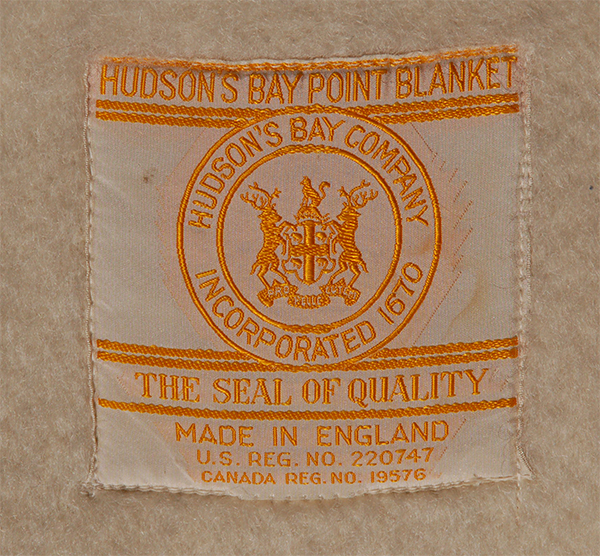 HUDSON'S BAY POINT BLANKET
HUDSON'S BAY COMPANY
INCORPORATED 1670
THE SEAL OF QUALITY
MADE IN ENGLAND
U.S. REG. NO. 220747
CANADA REG. NO. 19576